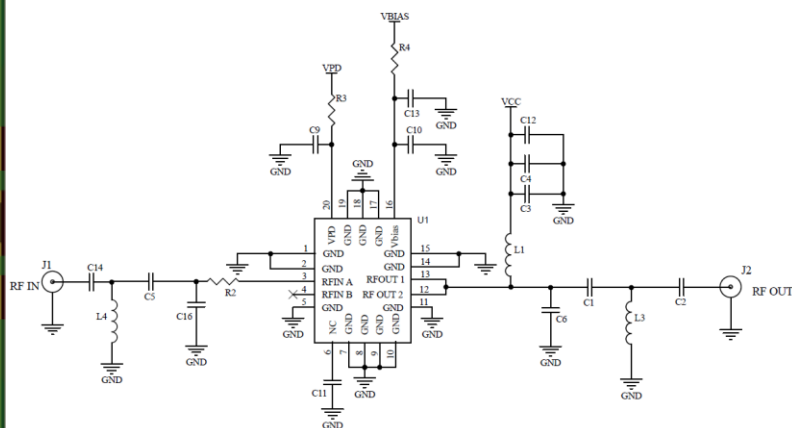 VBIAS
R4
VPD
R3
C13
GND
C9
C10
GND
GND
VCC
C12
C4
C3
GND
GND
20
19
18
17
16
U1
VPD
GND
GND
GND
Vbias
1
GND
2
GND
3
RFIN A
4
RFIN B
5
GND
GND
15
GND
14
RFOUT 1
13
RF OUT 2
12
GND
11
L1
J1
RF IN
C14
C5
R2
L4
C16
GND
GND
GND
NC
GND
GND
GND
GND
6
7
8
9
10
C11
GND
GND
GND
C6
GND
C1
L3
GND
C2
J2
RF OUT